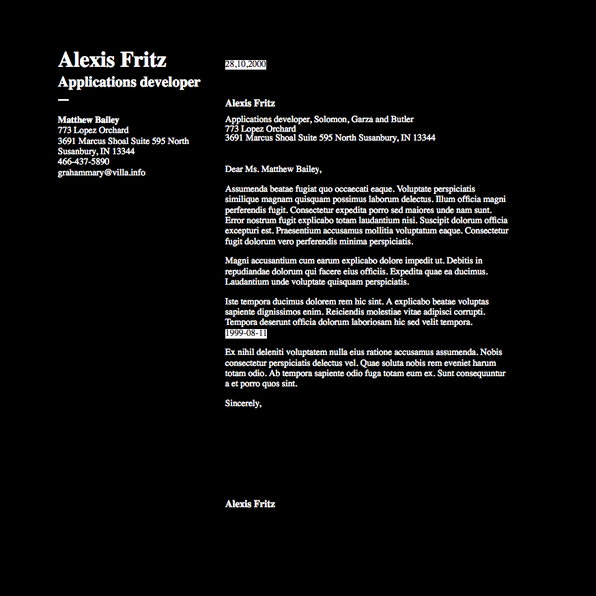 Alexis Fritz
Applications developer
—
Matthew Bailey
773 Lopez Orchard
3691 Marcus Shoal Suite 595 North
Susanbury, IN 13344
466-437-5890
grahammary@villa.info
28,10,2000
Alexis Fritz
Applications developer, Solomon, Garza and Butler
773 Lopez Orchard
3691 Marcus Shoal Suite 595 North Susanbury, IN 13344
Dear Ms. Matthew Bailey,
Assumenda beatae fugiat quo occaecati eaque. Voluptate perspiciatis
similique magnam quisquam possimus laborum delectus. Illum officia magni
perferendis fugit. Consectetur expedita porro sed maiores unde nam sunt.
Error nostrum fugit explicabo totam laudantium nisi. Suscipit dolorum officia
excepturi est. Praesentium accusamus mollitia voluptatum eaque. Consectetur
fugit dolorum vero perferendis minima perspiciatis.
Magni accusantium cum earum explicabo dolore impedit ut. Debitis in
repudiandae dolorum qui facere eius officiis. Expedita quae ea ducimus.
Laudantium unde voluptate quisquam perspiciatis.
Iste tempora ducimus dolorem rem hic sint. A explicabo beatae voluptas
sapiente dignissimos enim. Reiciendis molestiae vitae adipisci corrupti.
Tempora deserunt officia dolorum laboriosam hic sed velit tempora.
1999-08-11
Ex nihil deleniti voluptatem nulla eius ratione accusamus assumenda. Nobis
consectetur perspiciatis delectus vel. Quae soluta nobis rem eveniet harum
totam odio. Ab tempora sapiente odio fuga totam eum ex. Sunt consequuntur
a et porro quos sint.
Sincerely,
Alexis Fritz